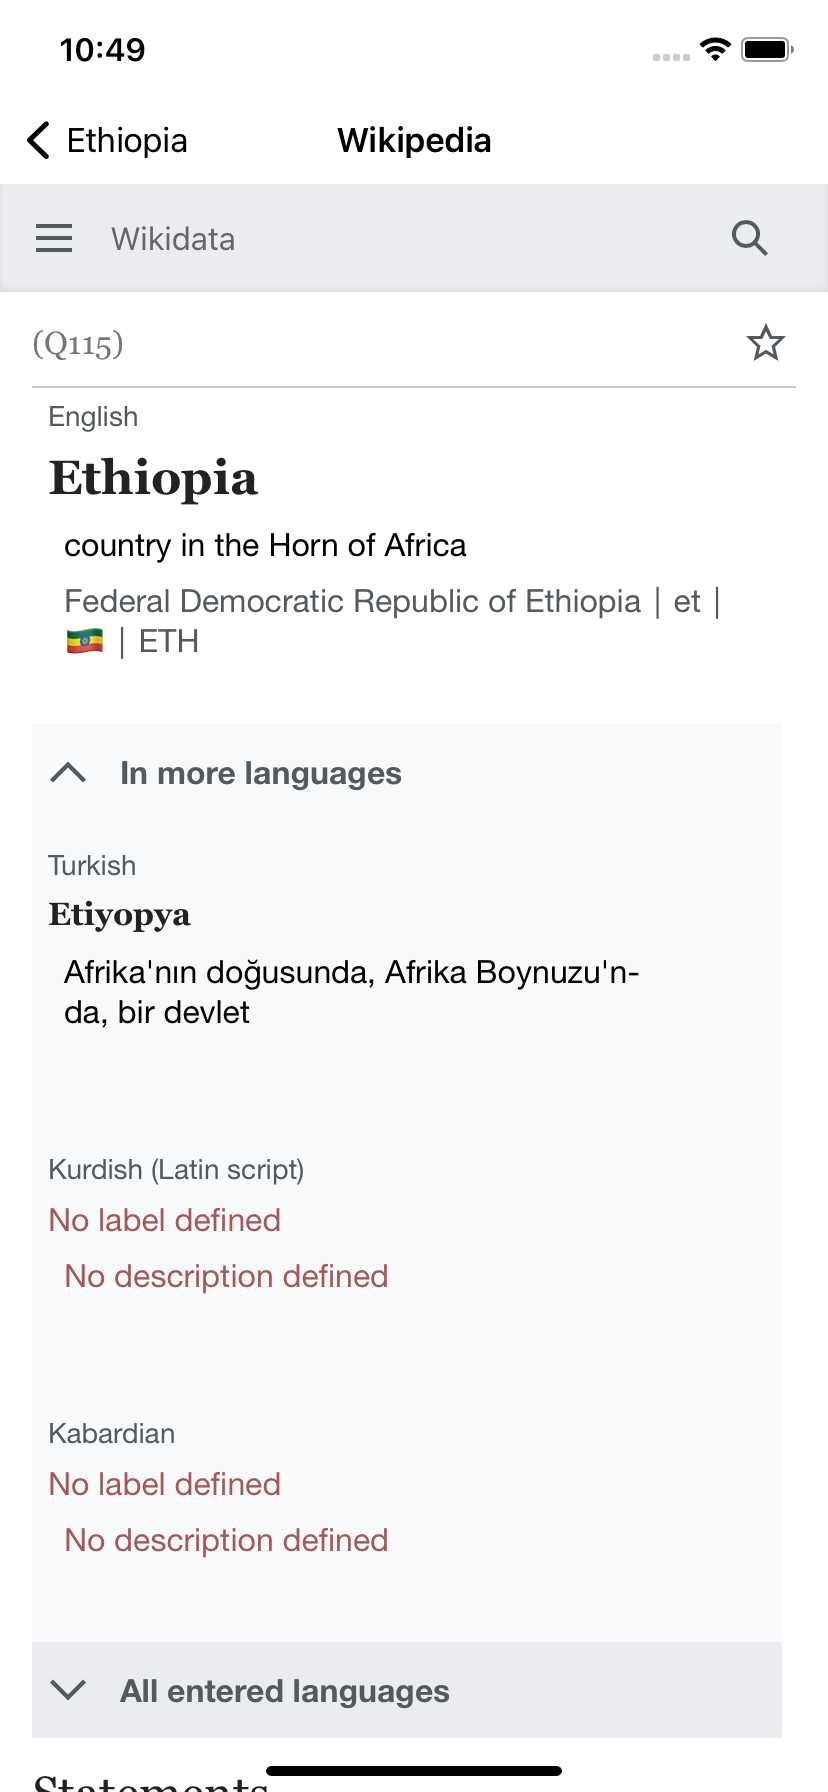 10:49
Ethiopia
Wikipedia
Wikidata
(Q115)
English
Ethiopia
country in the Horn of Africa
Federal Democratic Republic of Ethiopia | et |
🇪🇹 | ETH
In more languages
Turkish
Etiyopya
Afrika'nın doğusunda, Afrika Boynuzu'n-
da, bir devlet
Kurdish (Latin script)
No label defined
No description defined
Kabardian
No label defined
No description defined
All entered languages
Statements